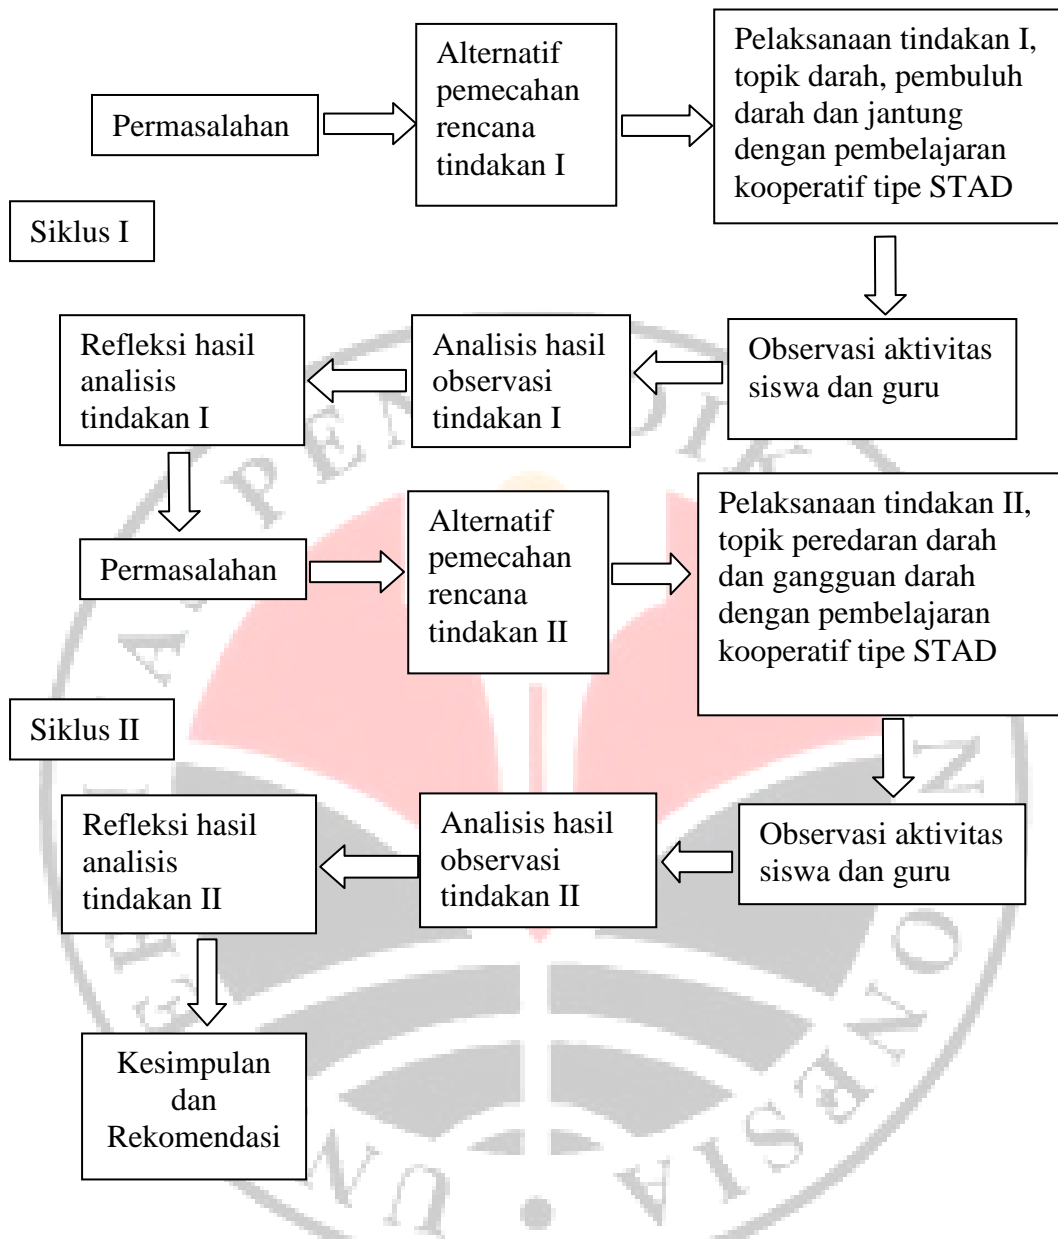 Permasalahan
Alternatif
pemecahan
rencana
tindakan I
Pelaksanaan tindakan I,
topik darah, pembuluh
darah dan jantung
dengan pembelajaran
kooperatif tipe STAD
Siklus I
Observasi aktivitas
siswa dan guru
Analisis hasil
observasi
tindakan I
Refleksi hasil
analisis
tindakan I
Permasalahan
Alternatif
pemecahan
rencana
tindakan II
Pelaksanaan tindakan II,
topik peredaran darah
dan gangguan darah
dengan pembelajaran
kooperatif tipe STAD
Siklus II
Observasi aktivitas
siswa dan guru
Analisis hasil
observasi
tindakan II
Refleksi hasil
analisis
tindakan II
Kesimpulan
dan
Rekomendasi